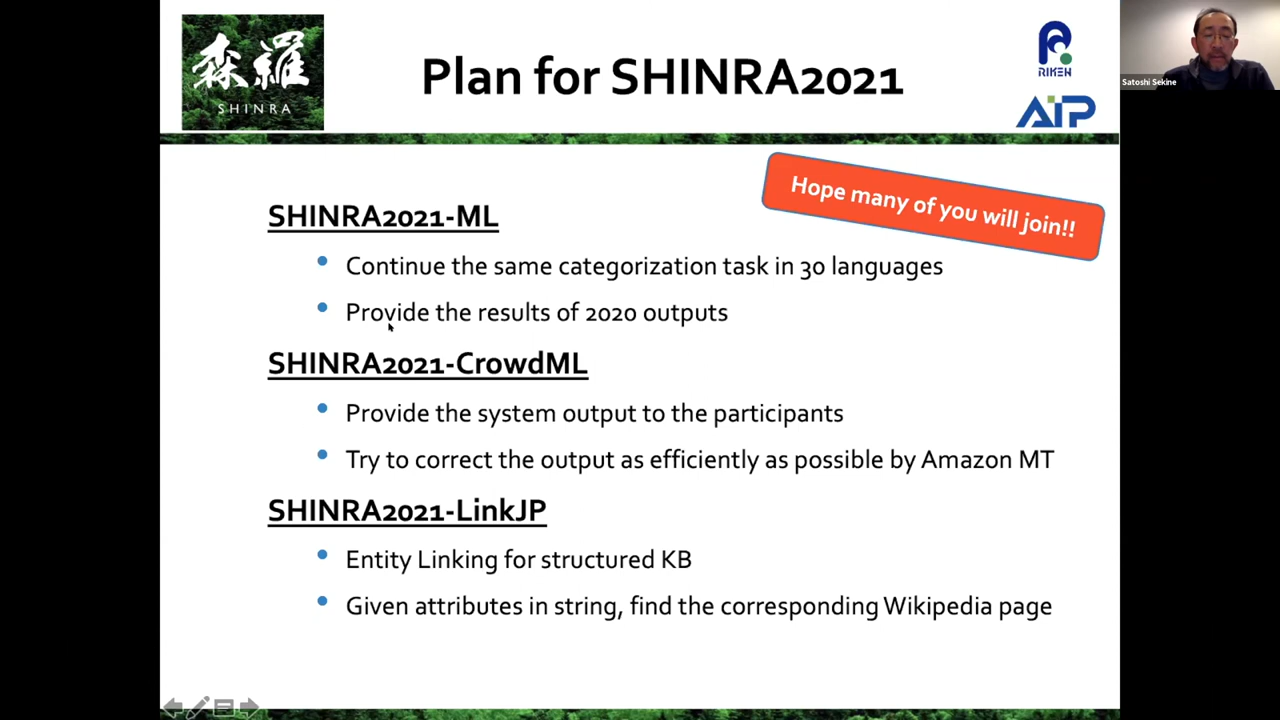 森羅
SHINRA
Plan for SHINRA2021
RIKEN
AIP
Satoshi Sekine
Hope many of you will join!!
SHINRA2021-ML
Continue the same categorization task in 30 languages
Provide the results of 2020 outputs
SHINRA2021-CrowdML
Provide the system output to the participants
Try to correct the output as efficiently as possible by Amazon MT
SHINRA2021-LinkJP
Entity Linking for structured KB
Given attributes in string, find the corresponding Wikipedia page